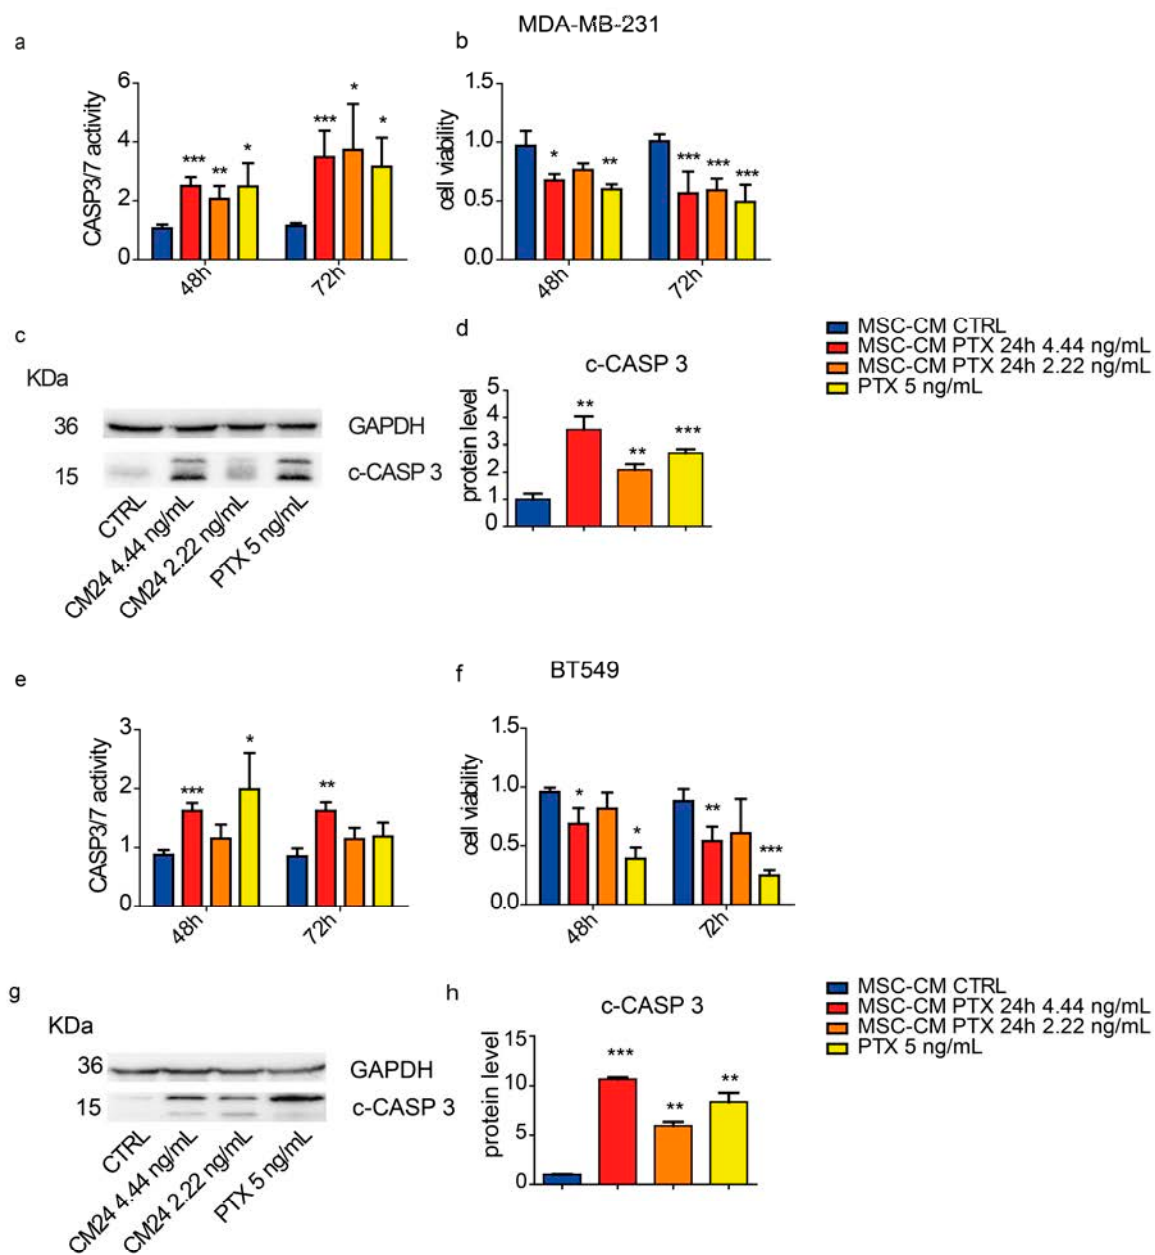 MDA-MB-231
a
b
CASP3/7 activity
6
4
2
0
***
**
*
***
*
*
48h
72h
cell viability
1.5
1.0
0.5
0.0
*
**
***
***
***
48h
72h
c
KDa
36
15
GAPDH
c-CASP 3
CTRL
CM24 4.44 ng/mL
CM24 2.22 ng/mL
PTX 5 ng/mL
d
c-CASP 3
protein level
5
4
3
2
1
0
**
**
***
MSC-CM CTRL
MSC-CM PTX 24h 4.44 ng/mL
MSC-CM PTX 24h 2.22 ng/mL
PTX 5 ng/mL
BT549
e
f
CASP3/7 activity
3
2
1
0
***
*
**
48h
72h
cell viability
1.5
1.0
0.5
0.0
*
*
**
***
48h
72h
g
KDa
36
15
GAPDH
c-CASP 3
CTRL
CM24 4.44 ng/mL
CM24 2.22 ng/mL
PTX 5 ng/mL
h
c-CASP 3
protein level
15
10
5
0
***
**
**
MSC-CM CTRL
MSC-CM PTX 24h 4.44 ng/mL
MSC-CM PTX 24h 2.22 ng/mL
PTX 5 ng/mL